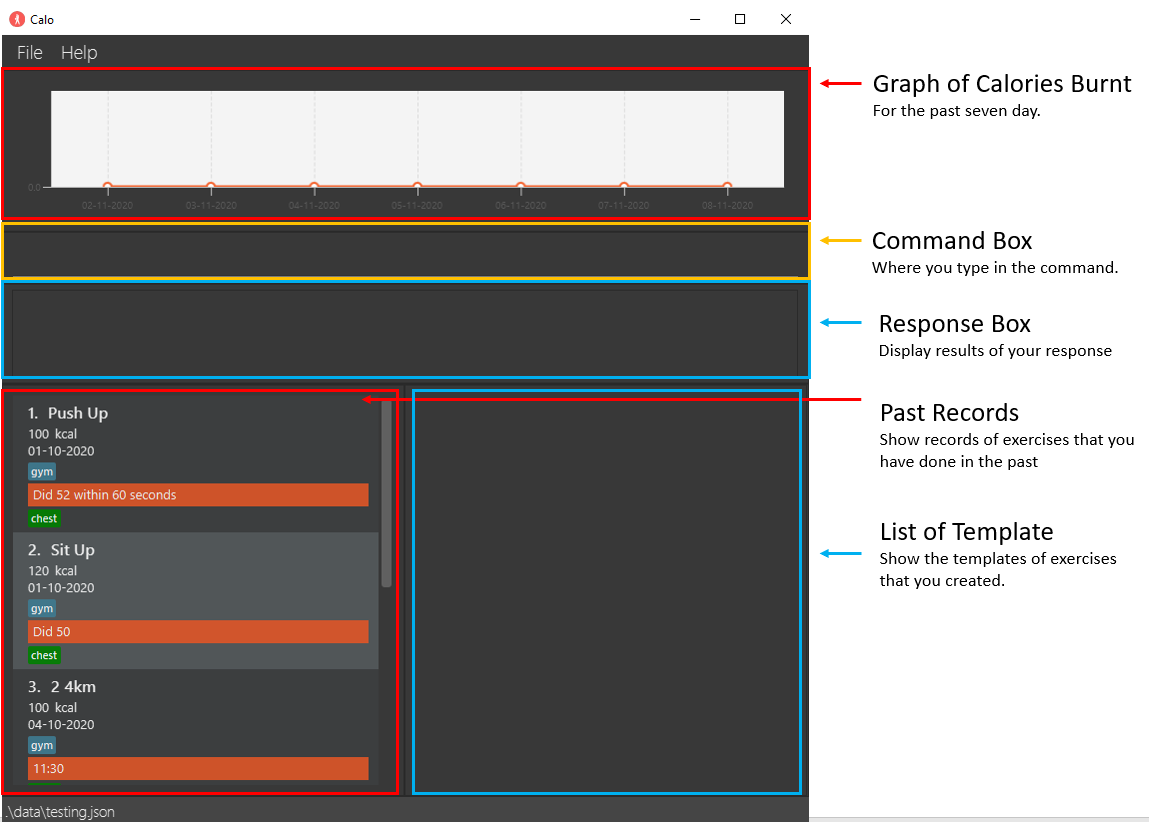 Calo
File Help
Graph of Calories Burnt
For the past seven day.
0.0
02-11-2020 03-11-2020 04-11-2020 05-11-2020 06-11-2020 07-11-2020 08-11-2020
Command Box
Where you type in the command.
Response Box
Display results of your response
1. Push Up
100 kcal
01-10-2020
gym
Did 52 within 60 seconds
chest
2. Sit Up
120 kcal
01-10-2020
gym
Did 50
chest
3. 2 4km
100 kcal
04-10-2020
gym
11:30
Past Records
Show records of exercises that you
have done in the past
List of Template
Show the templates of exercises
that you created.
.\data\testing.json